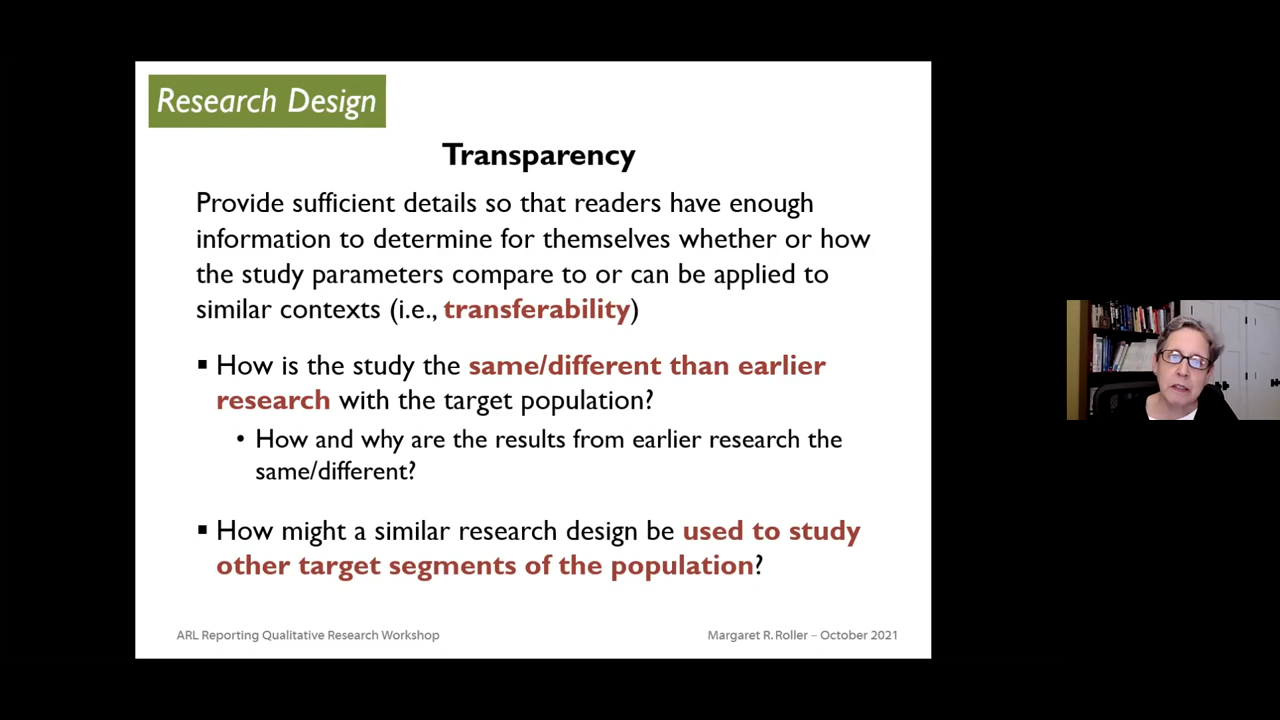 Research Design
Transparency
Provide sufficient details so that readers have enough
information to determine for themselves whether or how
the study parameters compare to or can be applied to
similar contexts (i.e., transferability)
▪ How is the study the same/different than earlier
research with the target population?
• How and why are the results from earlier research the
same/different?
▪ How might a similar research design be used to study
other target segments of the population?
ARL Reporting Qualitative Research Workshop
Margaret R. Roller – October 2021